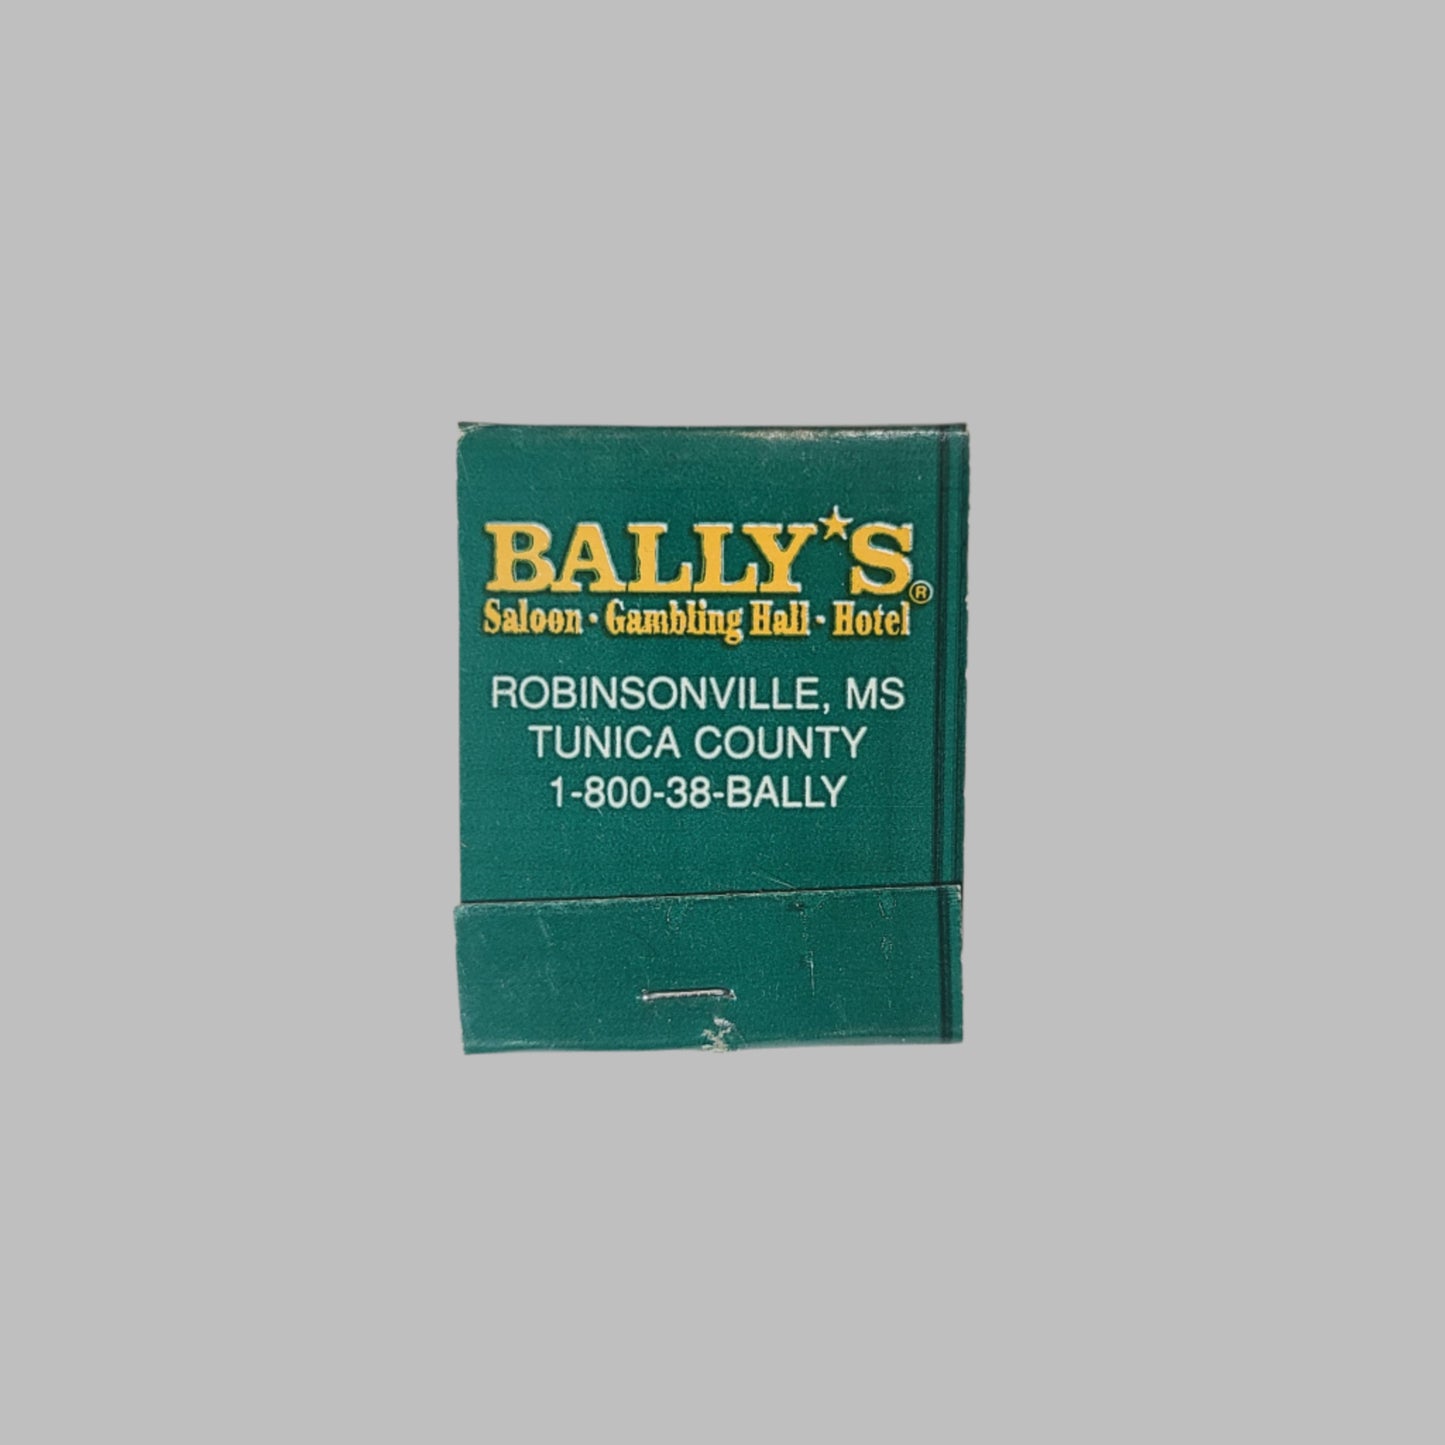 BALLY★S®
Saloon · Gambling Hall · Hotel
ROBINSONVILLE, MS
TUNICA COUNTY
1-800-38-BALLY